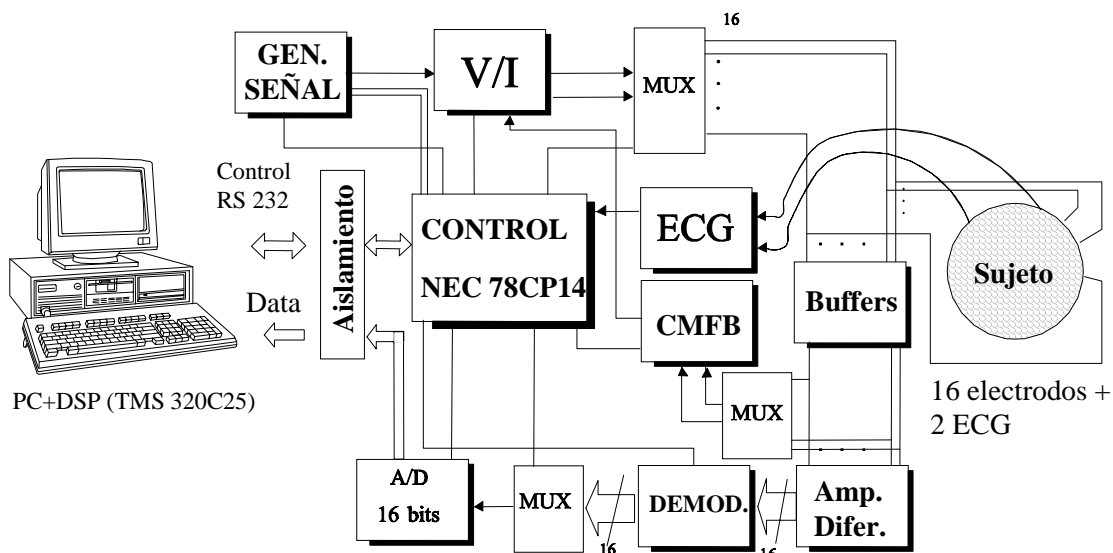 16
GEN.
SEÑAL
V/I
MUX
Control
RS 232
Aislamiento
CONTROL
NEC 78CP14
ECG
Sujeto
Buffers
Data
CMFB
PC+DSP (TMS 320C25)
MUX
16 electrodos +
2 ECG
A/D
16 bits
MUX
DEMOD.
Amp.
Difer.
16
16